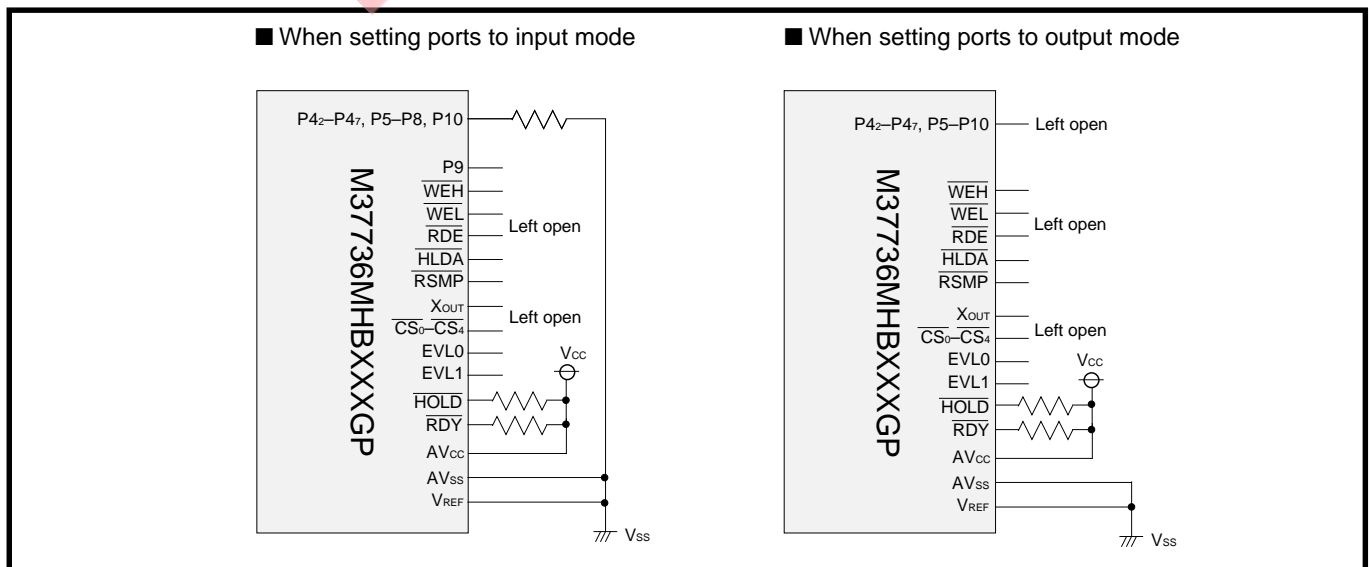 ■ When setting ports to input mode
P4₂–P4₇, P5–P8, P10
P9
WEH
WEL
RDE
HLDA
RSMP
Left open
XOUT
CS₀–CS₄
Left open
EVL0
EVL1
VCC
HOLD
RDY
AVCC
AVSS
VREF
VSS
M37736MHBXXXGP
■ When setting ports to output mode
P4₂–P4₇, P5–P10
Left open
WEH
WEL
RDE
HLDA
RSMP
Left open
XOUT
CS₀–CS₄
Left open
EVL0
EVL1
VCC
HOLD
RDY
AVCC
AVSS
VREF
VSS
M37736MHBXXXGP